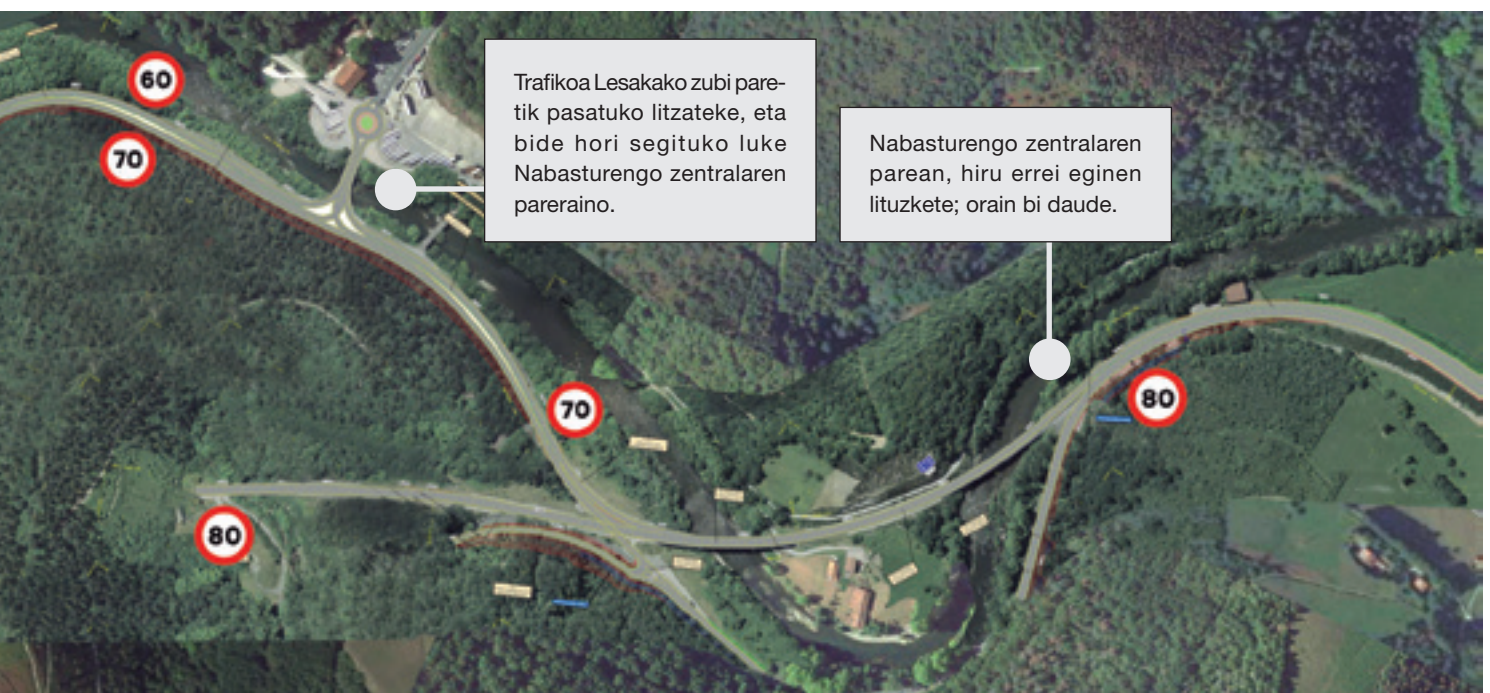 60
70
Trafikoa Lesakako zubi pare-
tik pasatuko litzateke, eta
bide hori segituko luke
Nabasturengo zentralaren
pareraino.
Nabasturengo zentralaren
parean, hiru errei eginen
lituzkete; orain bi daude.
70
80
80